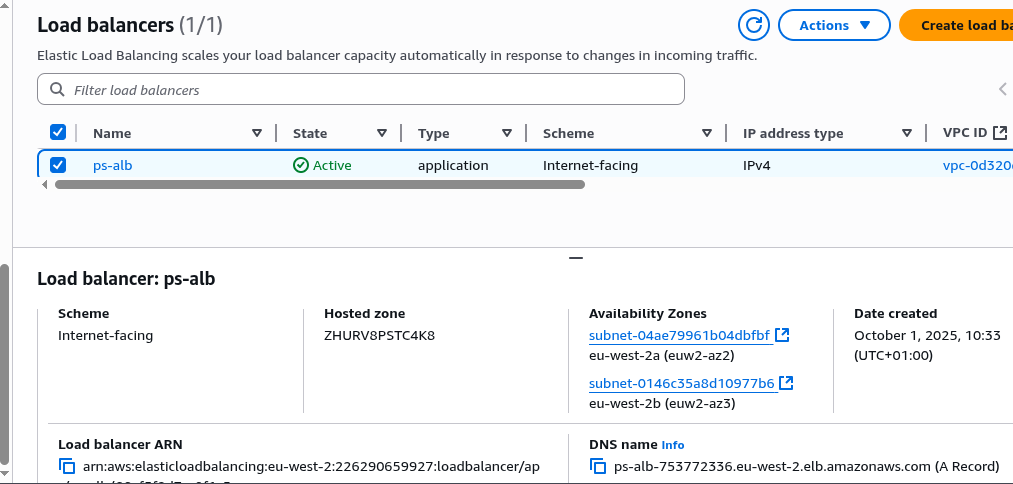 Load balancers (1/1)
Actions
Create load ba
Elastic Load Balancing scales your load balancer capacity automatically in response to changes in incoming traffic.
Filter load balancers
Name State Type Scheme IP address type VPC ID
ps-alb Active application Internet-facing IPv4 vpc-0d320
Load balancer: ps-alb
Scheme Hosted zone Availability Zones Date created
Internet-facing ZHURV8PSTC4K8 subnet-04ae79961b04dbfbf October 1, 2025, 10:33
eu-west-2a (euw2-az2) (UTC+01:00)
subnet-0146c35a8d10977b6
eu-west-2b (euw2-az3)
Load balancer ARN DNS name Info
arn:aws:elasticloadbalancing:eu-west-2:226290659927:loadbalancer/ap ps-alb-753772336.eu-west-2.elb.amazonaws.com (A Record)